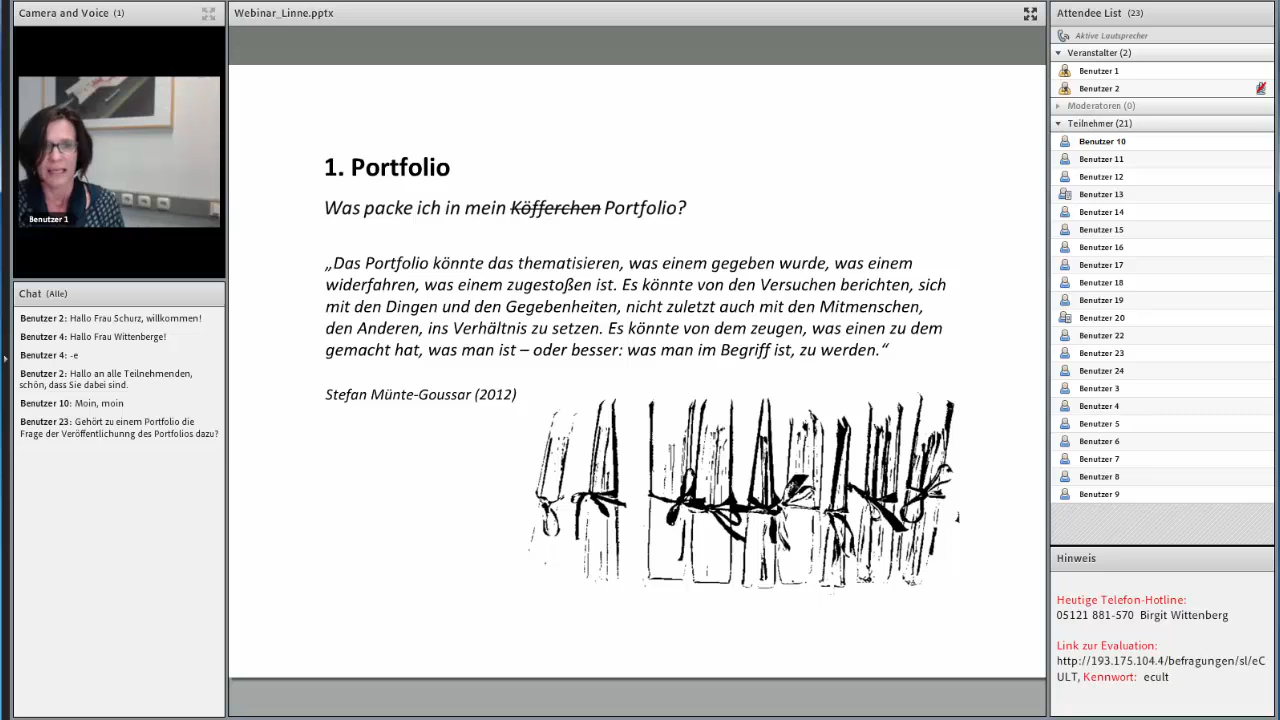 Camera and Voice (1)
Benutzer 1
Chat (Alle)
Benutzer 2: Hallo Frau Schurz, willkommen!
Benutzer 4: Hallo Frau Wittenberge!
Benutzer 4: -e
Benutzer 2: Hallo an alle Teilnehmenden,
schön, dass Sie dabei sind.
Benutzer 10: Moin, moin
Benutzer 23: Gehört zu einem Portfolio die
Frage der Veröffentlichunng des Portfolios dazu?
Webinar_Linne.pptx
1. Portfolio
Was packe ich in mein Köfferchen Portfolio?
„Das Portfolio könnte das thematisieren, was einem gegeben wurde, was einem
widerfahren, was einem zugestoßen ist. Es könnte von den Versuchen berichten, sich
mit den Dingen und den Gegebenheiten, nicht zuletzt auch mit den Mitmenschen,
den Anderen, ins Verhältnis zu setzen. Es könnte von dem zeugen, was einen zu dem
gemacht hat, was man ist – oder besser: was man im Begriff ist, zu werden.“
Stefan Münte-Goussar (2012)
Attendee List (23)
Aktive Lautsprecher
Veranstalter (2)
Benutzer 1
Benutzer 2
Moderatoren (0)
Teilnehmer (21)
Benutzer 10
Benutzer 11
Benutzer 12
Benutzer 13
Benutzer 14
Benutzer 15
Benutzer 16
Benutzer 17
Benutzer 18
Benutzer 19
Benutzer 20
Benutzer 22
Benutzer 23
Benutzer 24
Benutzer 3
Benutzer 4
Benutzer 5
Benutzer 6
Benutzer 7
Benutzer 8
Benutzer 9
Hinweis
Heutige Telefon-Hotline:
05121 881-570 Birgit Wittenberg
Link zur Evaluation:
http://193.175.104.4/befragungen/sl/eC
ULT, Kennwort: ecult